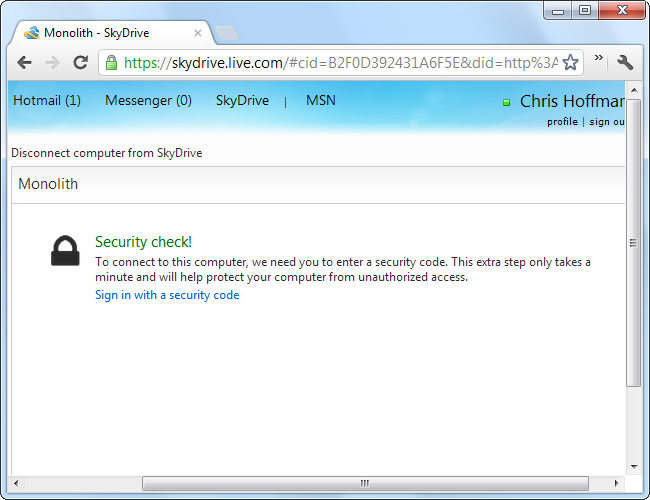 Monolith - SkyDrive
https://skydrive.live.com/#cid=B2F0D392431A6F5E&did=http%3A
Hotmail (1) Messenger (0) SkyDrive | MSN Chris Hoffmar
profile | sign ou
Disconnect computer from SkyDrive
Monolith
Security check!
To connect to this computer, we need you to enter a security code. This extra step only takes a
minute and will help protect your computer from unauthorized access.
Sign in with a security code